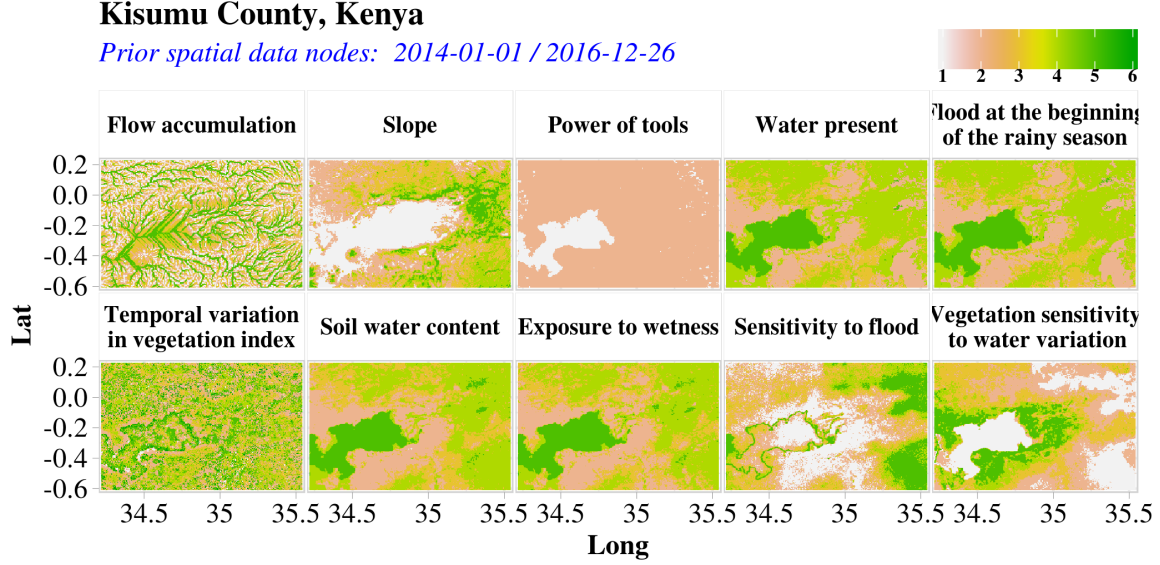 Kisumu County, Kenya
Prior spatial data nodes: 2014-01-01 / 2016-12-26
1 2 3 4 5 6
Flow accumulation
Slope
Power of tools
Water present
Flood at the beginning
of the rainy season
0.2
0.0
-0.2
-0.4
-0.6
Temporal variation
in vegetation index
Soil water content
Exposure to wetness
Sensitivity to flood
Vegetation sensitivity
to water variation
0.2
0.0
-0.2
-0.4
-0.6
Lat
34.5 35 35.5 34.5 35 35.5 34.5 35 35.5 34.5 35 35.5 34.5 35 35.5
Long